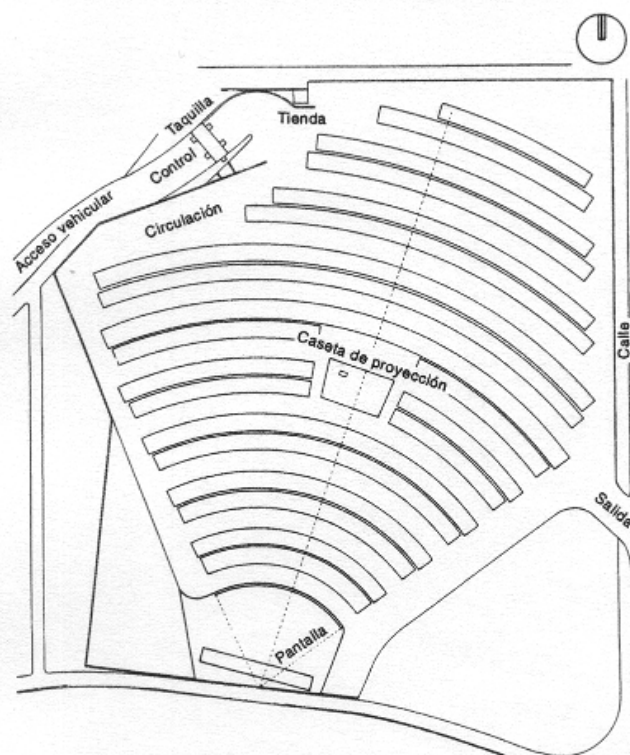 Taquilla
Tienda
Control
Acceso vehicular
Circulación
Calle
Caseta de proyección
Salida
Pantalla